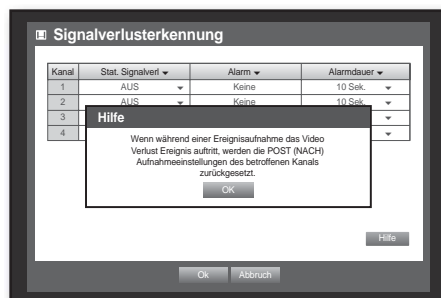 Signalverlusterkennung
Kanal Stat. Signalverl Alarm Alarmdauer
1 AUS Keine 10 Sek.
2 AUS Keine 10 Sek.
3
4
Hilfe
Wenn während einer Ereignisaufnahme das Video
Verlust Ereignis auftritt, werden die POST (NACH)
Aufnahmeeinstellungen des betroffenen Kanals
zurückgesetzt.
OK
Hilfe
Ok Abbruch